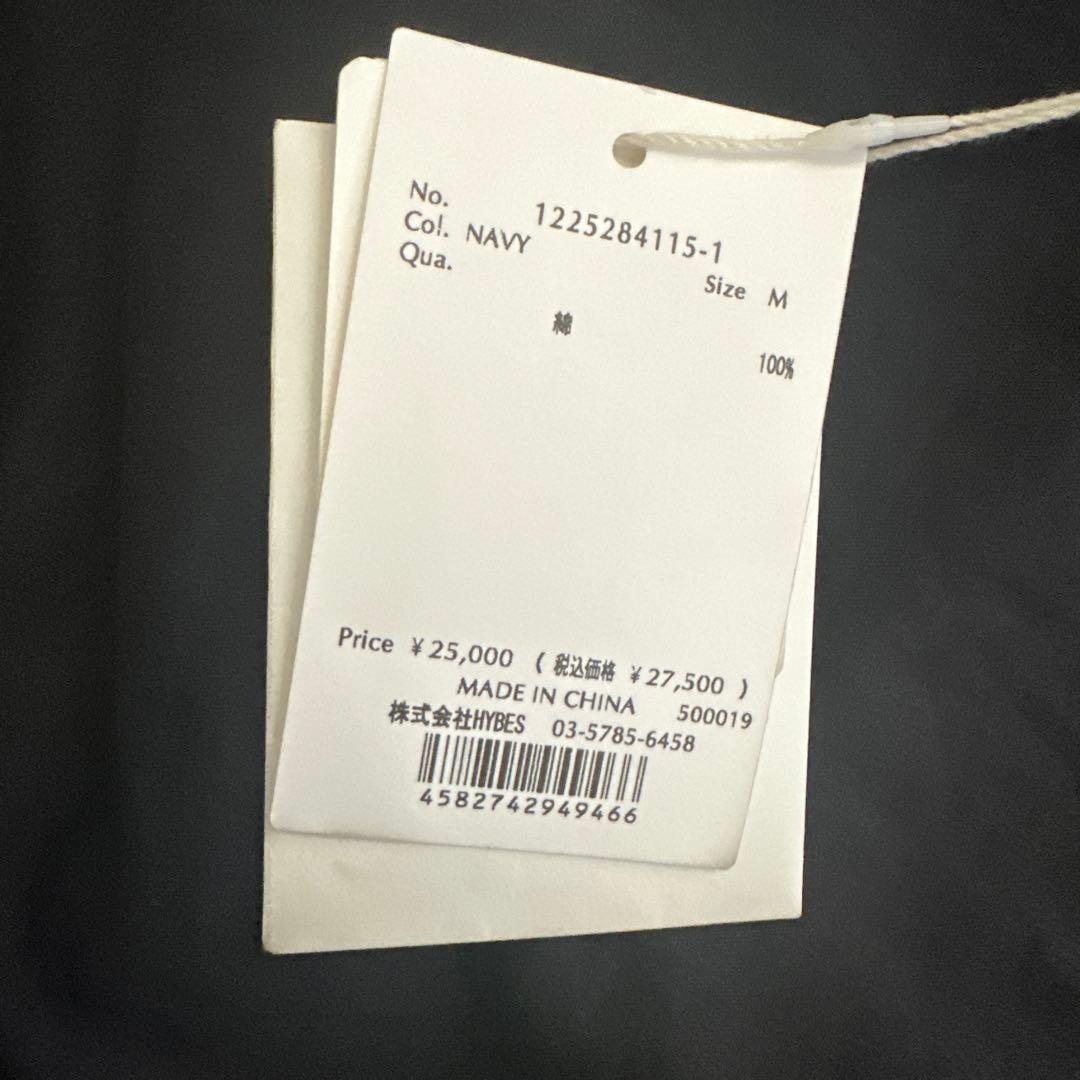 No. 1225284115-1
Col. NAVY
Size M
Qua.
綿
100%
Price ¥25,000 (税込価格 ¥27,500)
MADE IN CHINA 500019
株式会社HYBES 03-5785-6458
4582742949466